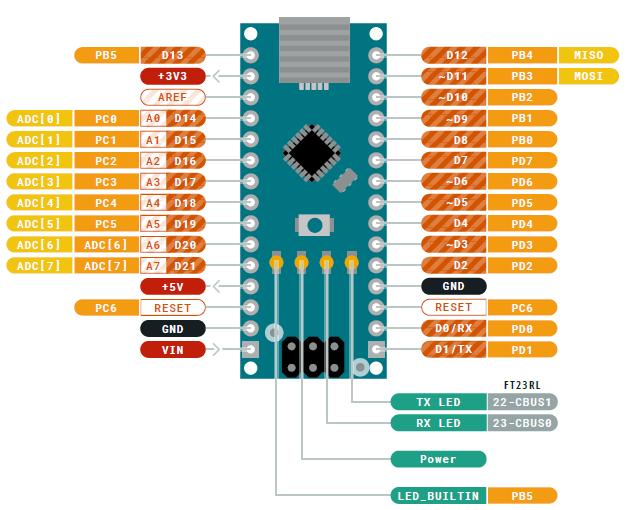 PB5 D13 D12 PB4 MISO
+3V3 ~D11 PB3 MOSI
AREF ~D10 PB2
ADC[0] PC0 A0 D14 ~D9 PB1
ADC[1] PC1 A1 D15 D8 PB0
ADC[2] PC2 A2 D16 D7 PD7
ADC[3] PC3 A3 D17 ~D6 PD6
ADC[4] PC4 A4 D18 ~D5 PD5
ADC[5] PC5 A5 D19 D4 PD4
ADC[6] ADC[6] A6 D20 ~D3 PD3
ADC[7] ADC[7] A7 D21 D2 PD2
+5V GND
PC6 RESET RESET PC6
GND D0/RX PD0
VIN D1/TX PD1
FT23RL
TX LED 22-CBUS1
RX LED 23-CBUS0
Power
LED_BUILTIN PB5